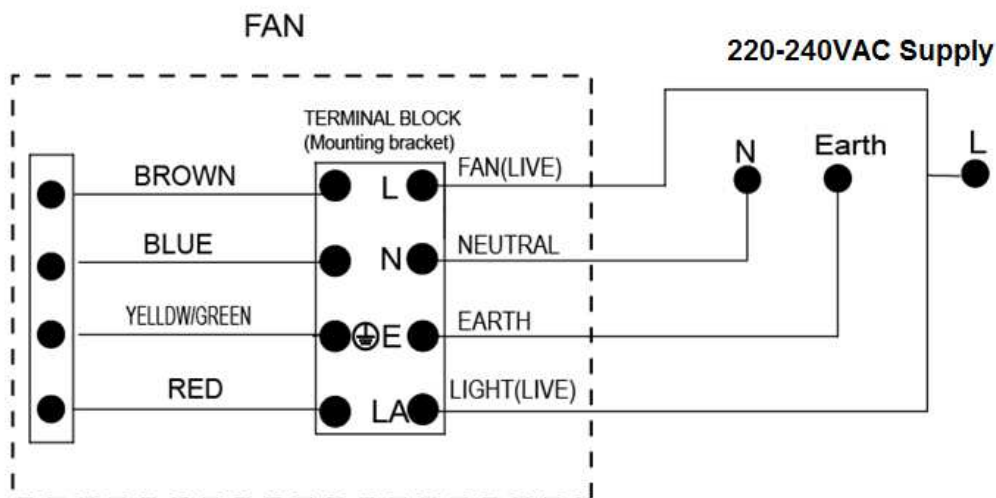 FAN
220-240VAC Supply
TERMINAL BLOCK
(Mounting bracket)
BROWN
L
FAN(LIVE)
N
Earth
L
BLUE
N
NEUTRAL
YELLDW/GREEN
E
EARTH
RED
LA
LIGHT(LIVE)